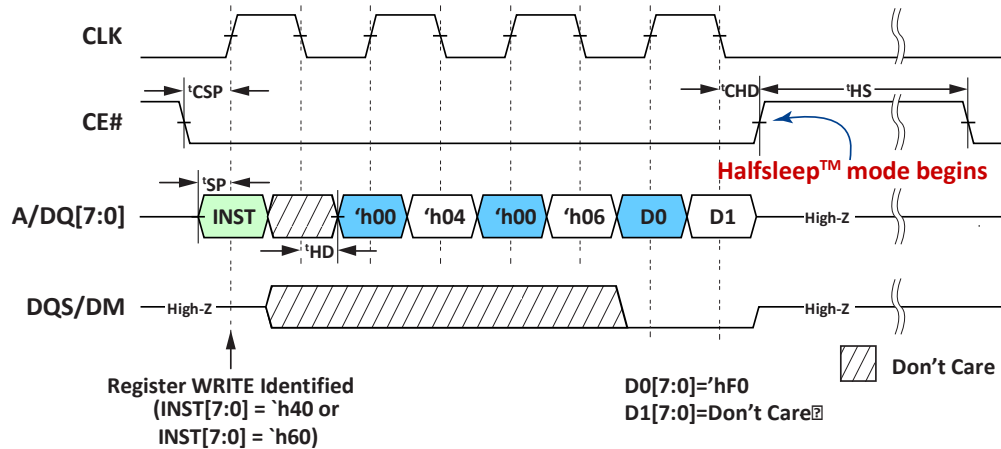 CLK
tCSP
tCHD
tHS
CE#
Halfsleep™ mode begins
tSP
A/DQ[7:0]
INST
‘h00
‘h04
‘h00
‘h06
D0
D1
High-Z
tHD
DQS/DM
High-Z
High-Z
Don't Care
Register WRITE Identified
(INST[7:0] = `h40 or
INST[7:0] = `h60)
D0[7:0]='hF0
D1[7:0]=Don't Care⍰